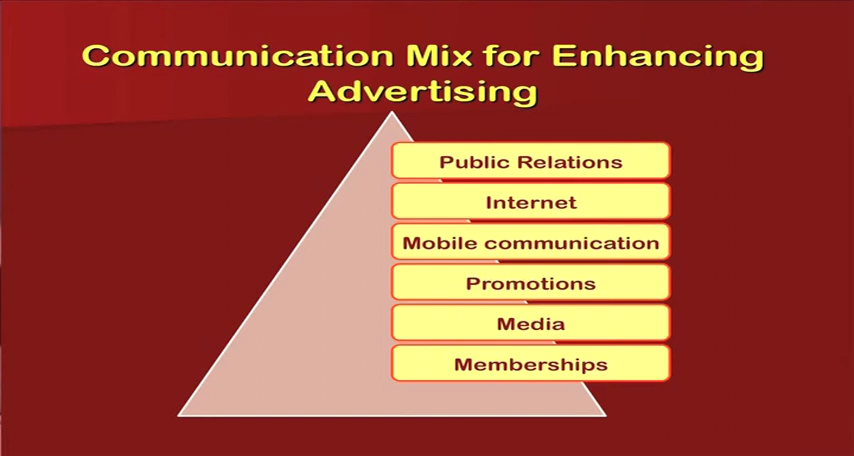 Communication Mix for Enhancing
Advertising
Public Relations
Internet
Mobile communication
Promotions
Media
Memberships